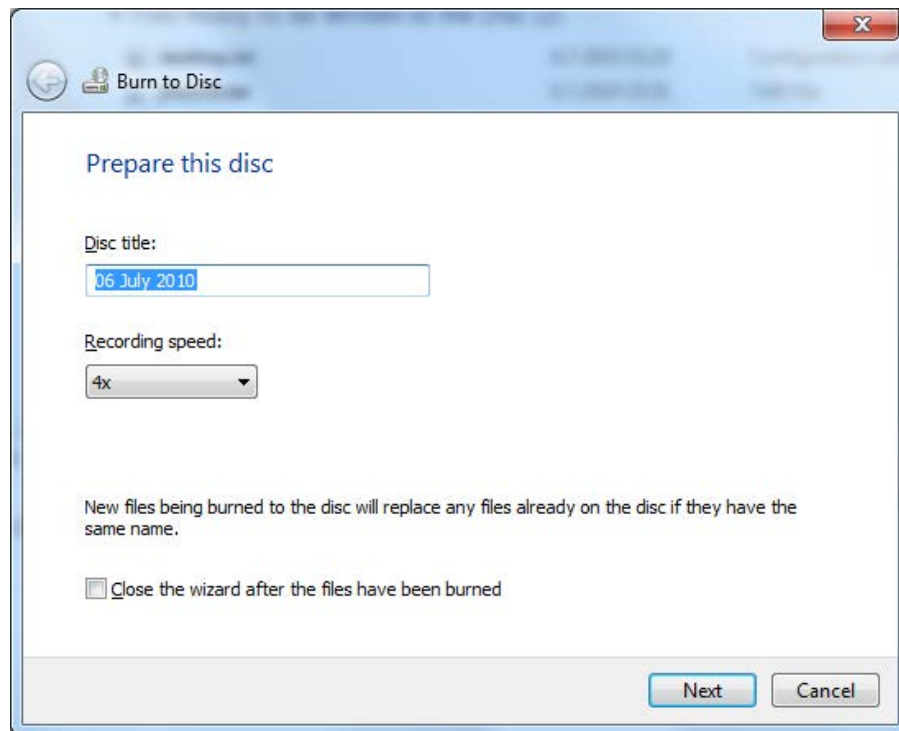 Burn to Disc
Prepare this disc
Disc title:
06 July 2010
Recording speed:
4x
New files being burned to the disc will replace any files already on the disc if they have the
same name.
Close the wizard after the files have been burned
Next
Cancel